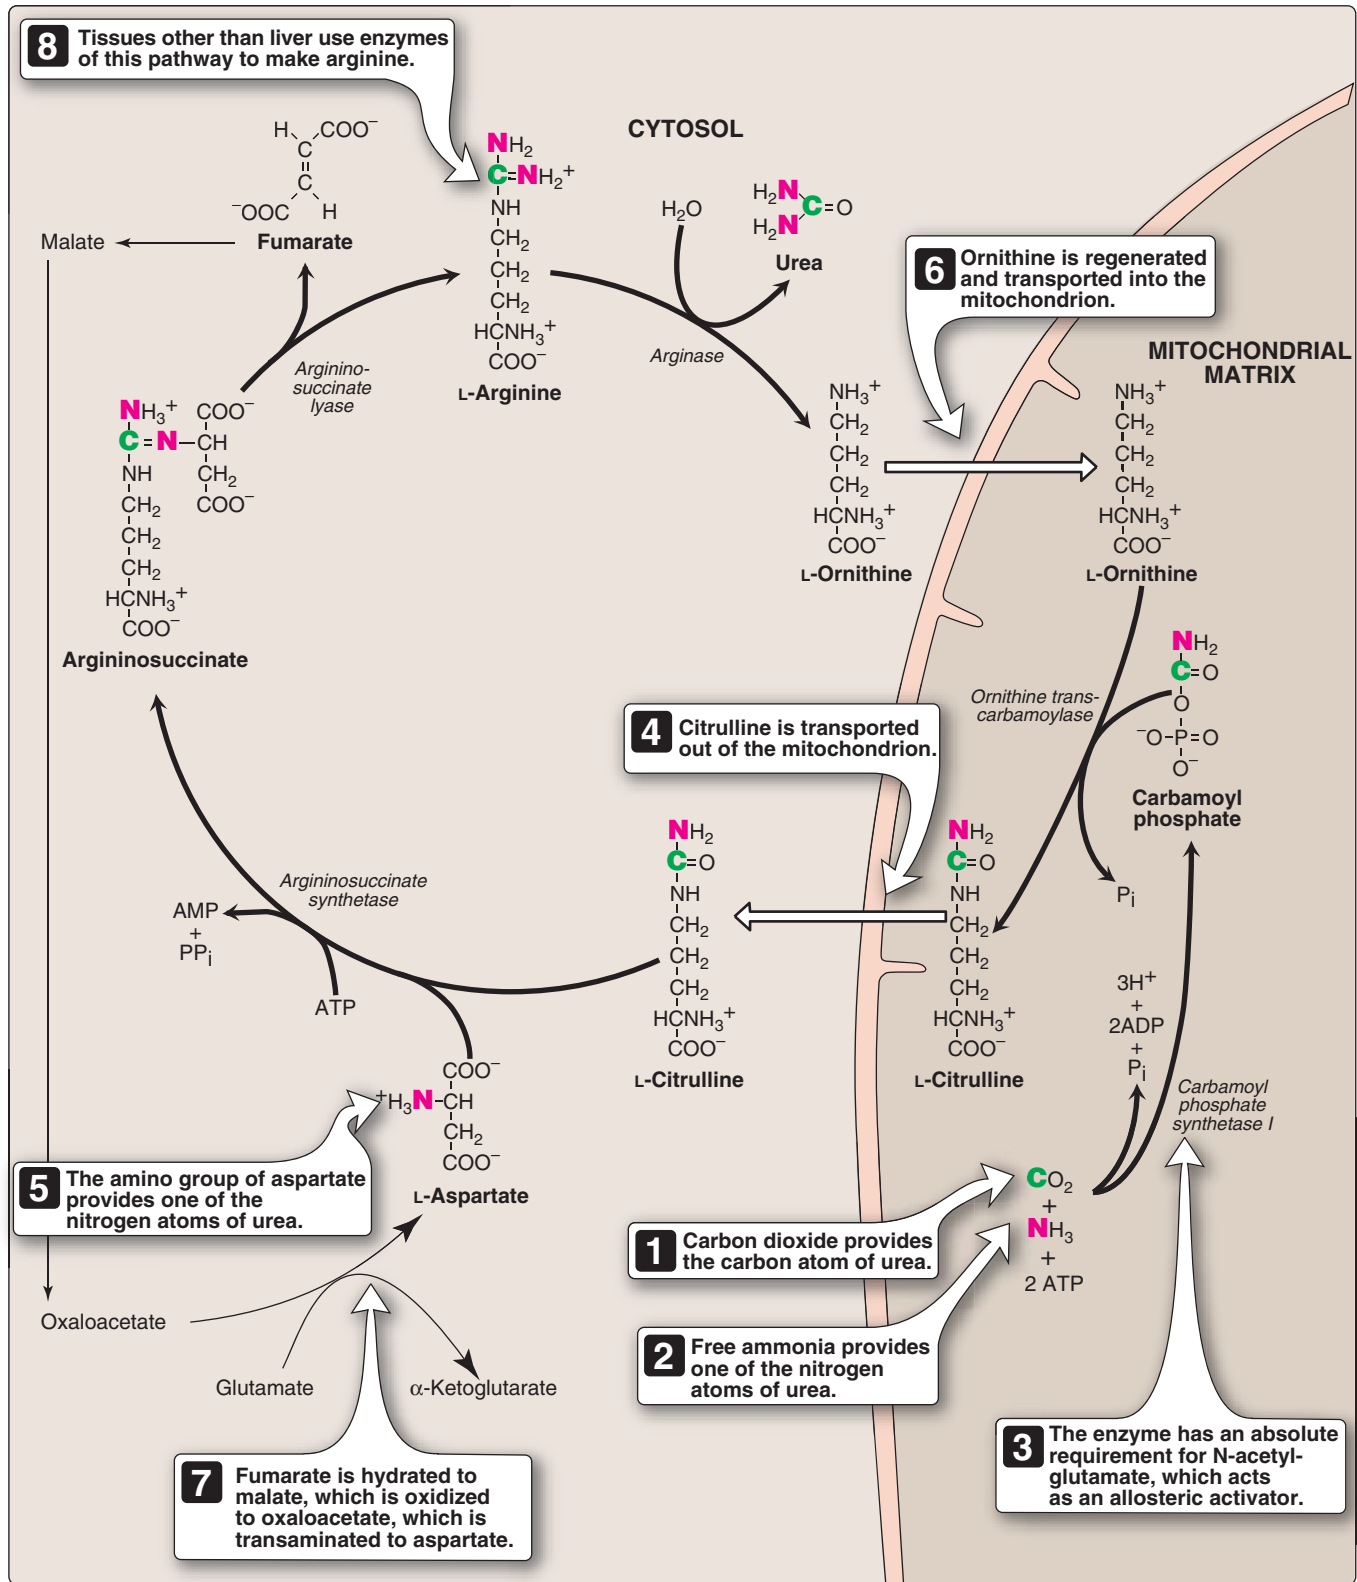 8 Tissues other than liver use enzymes
of this pathway to make arginine.
CYTOSOL
H COO⁻
C
C
⁻OOC H
Fumarate
Malate
NH₂
C=NH₂⁺
NH
CH₂
CH₂
CH₂
HCNH₃⁺
COO⁻
L-Arginine
H₂O
H₂N
C=O
H₂N
Urea
6 Ornithine is regenerated
and transported into the
mitochondrion.
MITOCHONDRIAL
MATRIX
Arginino-
succinate
lyase
Arginase
NH₃⁺ COO⁻
C=N–CH
NH CH₂
CH₂ COO⁻
CH₂
CH₂
HCNH₃⁺
COO⁻
Argininosuccinate
NH₃⁺
CH₂
CH₂
CH₂
HCNH₃⁺
COO⁻
L-Ornithine
NH₃⁺
CH₂
CH₂
CH₂
HCNH₃⁺
COO⁻
L-Ornithine
NH₂
C=O
O
⁻O–P=O
O⁻
Carbamoyl
phosphate
Ornithine trans-
carbamoylase
Pᵢ
4 Citrulline is transported
out of the mitochondrion.
NH₂
C=O
NH
CH₂
CH₂
CH₂
HCNH₃⁺
COO⁻
L-Citrulline
NH₂
C=O
NH
CH₂
CH₂
CH₂
HCNH₃⁺
COO⁻
L-Citrulline
Argininosuccinate
synthetase
AMP
+
PPᵢ
ATP
3H⁺
+
2ADP
+
Pᵢ
Carbamoyl
phosphate
synthetase I
COO⁻
⁺H₃N–CH
CH₂
COO⁻
L-Aspartate
5 The amino group of aspartate
provides one of the
nitrogen atoms of urea.
CO₂
+
NH₃
+
2 ATP
1 Carbon dioxide provides
the carbon atom of urea.
2 Free ammonia provides
one of the nitrogen
atoms of urea.
Oxaloacetate
Glutamate
α-Ketoglutarate
3 The enzyme has an absolute
requirement for N-acetyl-
glutamate, which acts
as an allosteric activator.
7 Fumarate is hydrated to
malate, which is oxidized
to oxaloacetate, which is
transaminated to aspartate.